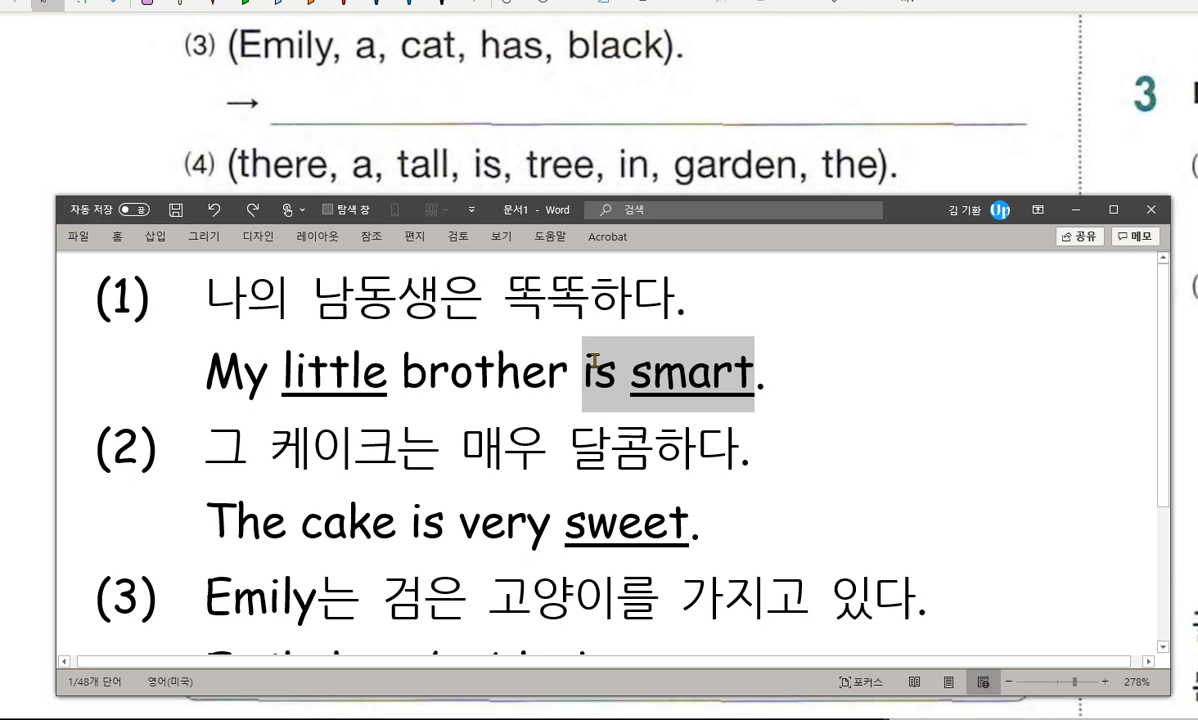 (3) (Emily, a, cat, has, black).
→
3
(4) (there, a, tall, is, tree, in, garden, the).
자동 저장 끔 탐색 창 문서1 - Word 검색 김 기환 Up
파일 홈 삽입 그리기 디자인 레이아웃 참조 편지 검토 보기 도움말 Acrobat 공유 메모
(1) 나의 남동생은 똑똑하다.
My little brother is smart.
(2) 그 케이크는 매우 달콤하다.
The cake is very sweet.
(3) Emily는 검은 고양이를 가지고 있다.
1/48개 단어 영어(미국) 포커스 278%